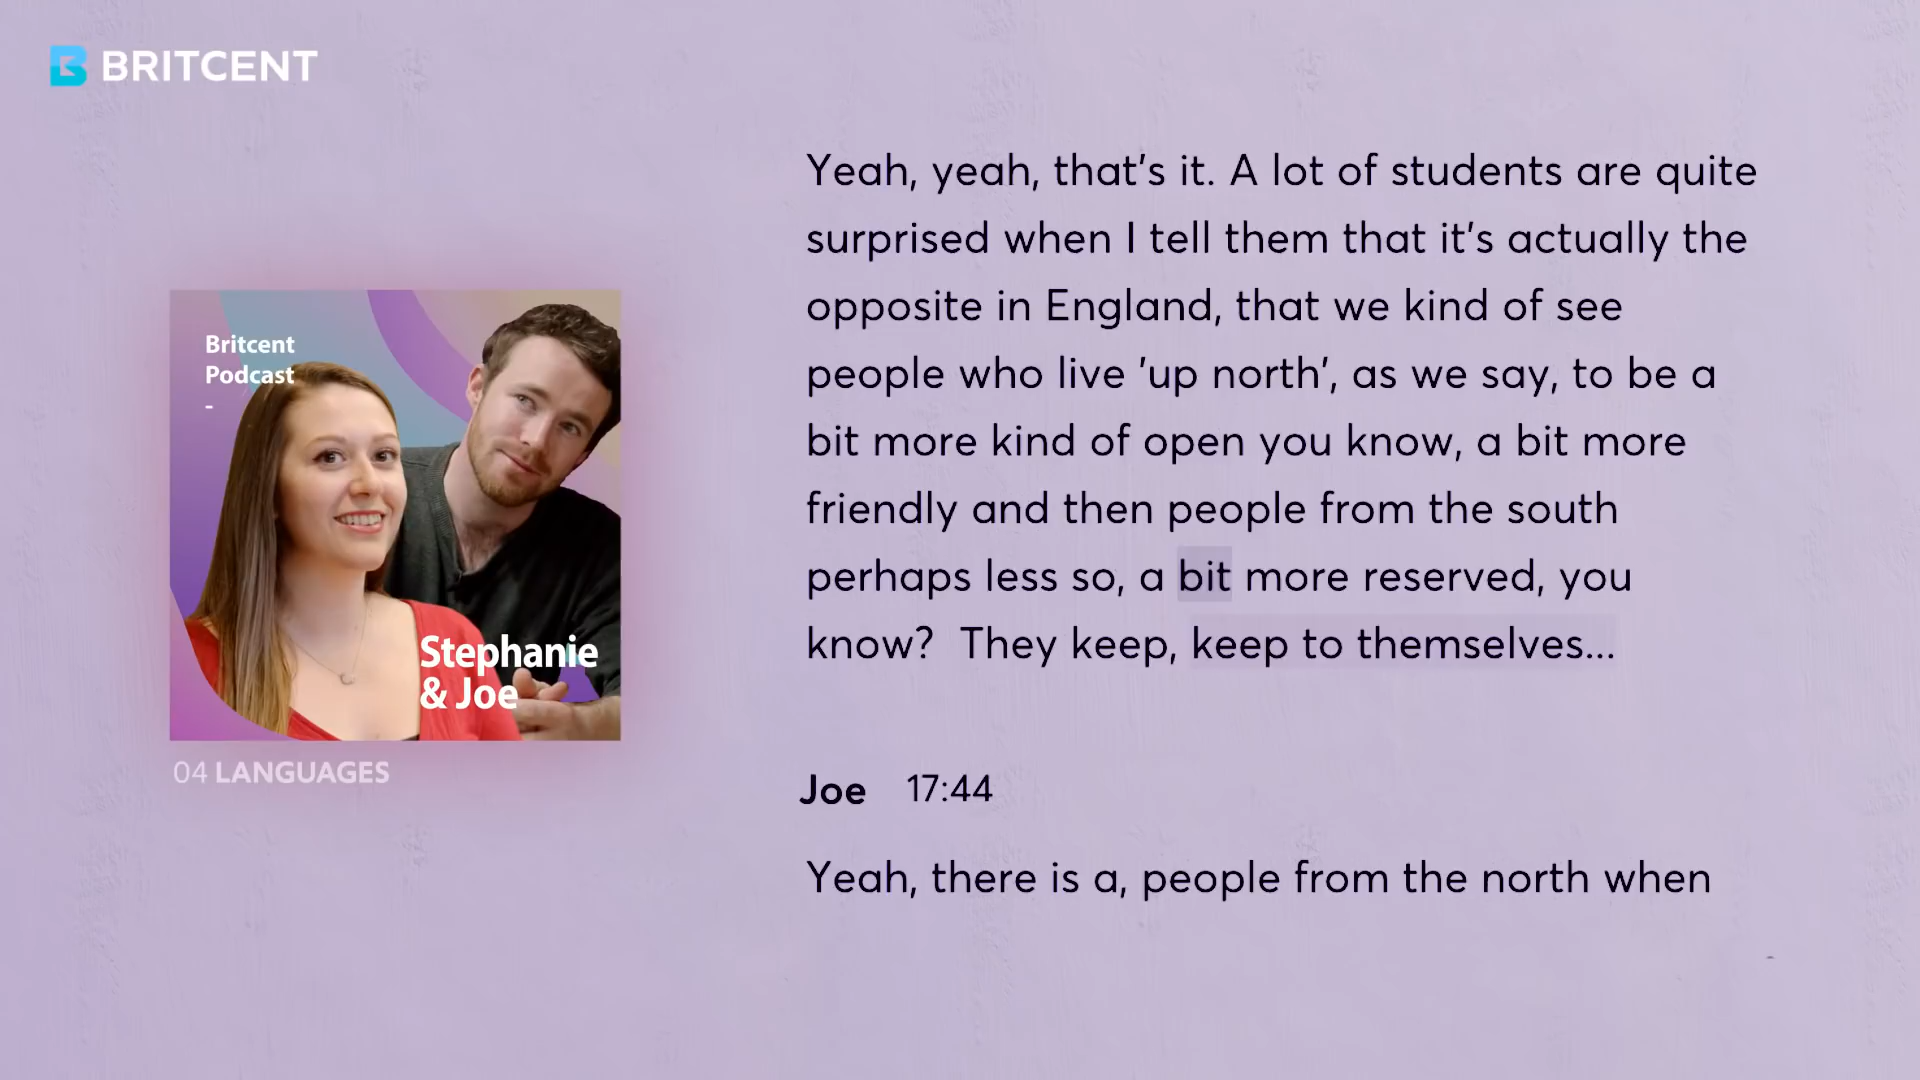 BRITCENT
Britcent
Podcast
-
Stephanie
& Joe
04 LANGUAGES
Yeah, yeah, that's it. A lot of students are quite
surprised when I tell them that it's actually the
opposite in England, that we kind of see
people who live 'up north', as we say, to be a
bit more kind of open you know, a bit more
friendly and then people from the south
perhaps less so, a bit more reserved, you
know?  They keep, keep to themselves...
Joe 17:44
Yeah, there is a, people from the north when